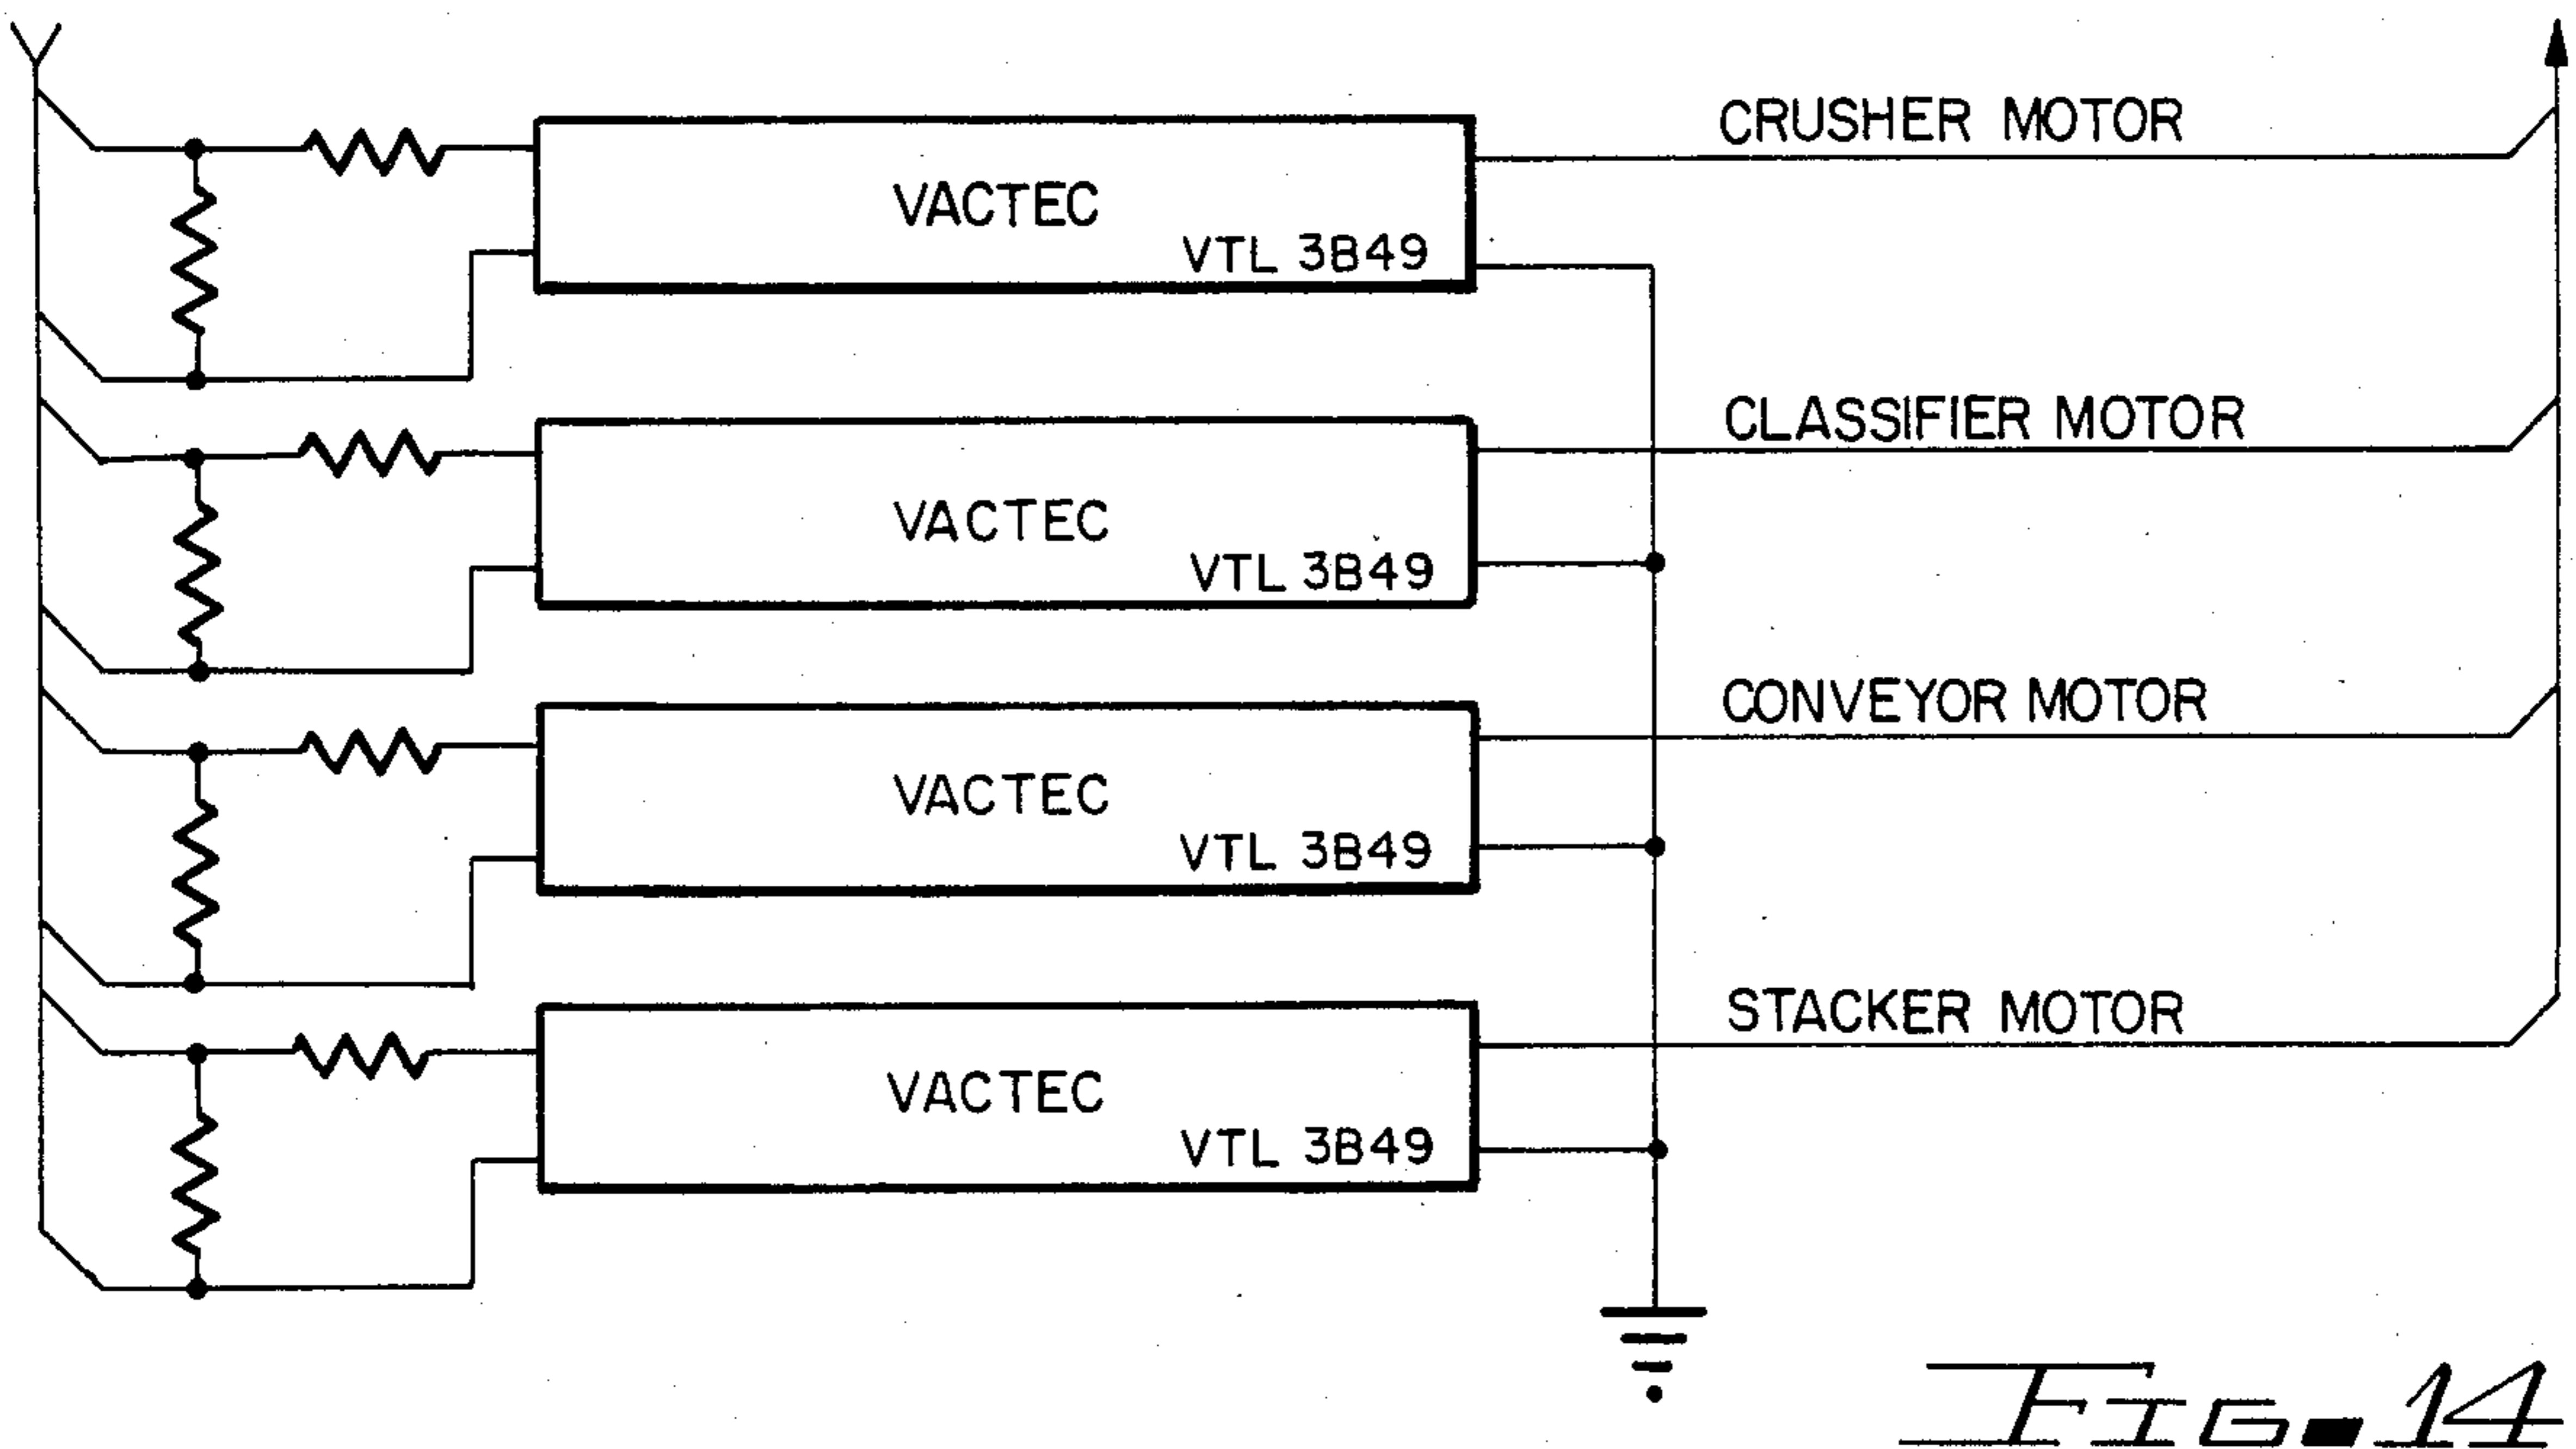 CRUSHER MOTOR
VACTEC
VTL 3B49
CLASSIFIER MOTOR
VACTEC
VTL 3B49
CONVEYOR MOTOR
VACTEC
VTL 3B49
STACKER MOTOR
VACTEC
VTL 3B49
FIG. 14